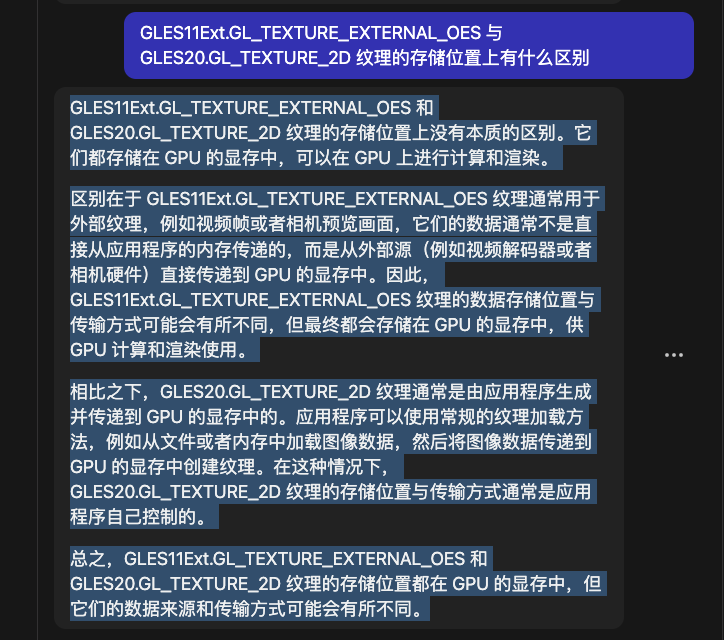 GLES11Ext.GL_TEXTURE_EXTERNAL_OES 与
GLES20.GL_TEXTURE_2D 纹理的存储位置上有什么区别
GLES11Ext.GL_TEXTURE_EXTERNAL_OES 和
GLES20.GL_TEXTURE_2D 纹理的存储位置上没有本质的区别。它
们都存储在 GPU 的显存中，可以在 GPU 上进行计算和渲染。
区别在于 GLES11Ext.GL_TEXTURE_EXTERNAL_OES 纹理通常用于
外部纹理，例如视频帧或者相机预览画面，它们的数据通常不是直
接从应用程序的内存传递的，而是从外部源（例如视频解码器或者
相机硬件）直接传递到 GPU 的显存中。因此，
GLES11Ext.GL_TEXTURE_EXTERNAL_OES 纹理的数据存储位置与
传输方式可能会有所不同，但最终都会存储在 GPU 的显存中，供
GPU 计算和渲染使用。
相比之下，GLES20.GL_TEXTURE_2D 纹理通常是由应用程序生成
并传递到 GPU 的显存中的。应用程序可以使用常规的纹理加载方
法，例如从文件或者内存中加载图像数据，然后将图像数据传递到
GPU 的显存中创建纹理。在这种情况下，
GLES20.GL_TEXTURE_2D 纹理的存储位置与传输方式通常是应用
程序自己控制的。
总之，GLES11Ext.GL_TEXTURE_EXTERNAL_OES 和
GLES20.GL_TEXTURE_2D 纹理的存储位置都在 GPU 的显存中，但
它们的数据来源和传输方式可能会有所不同。